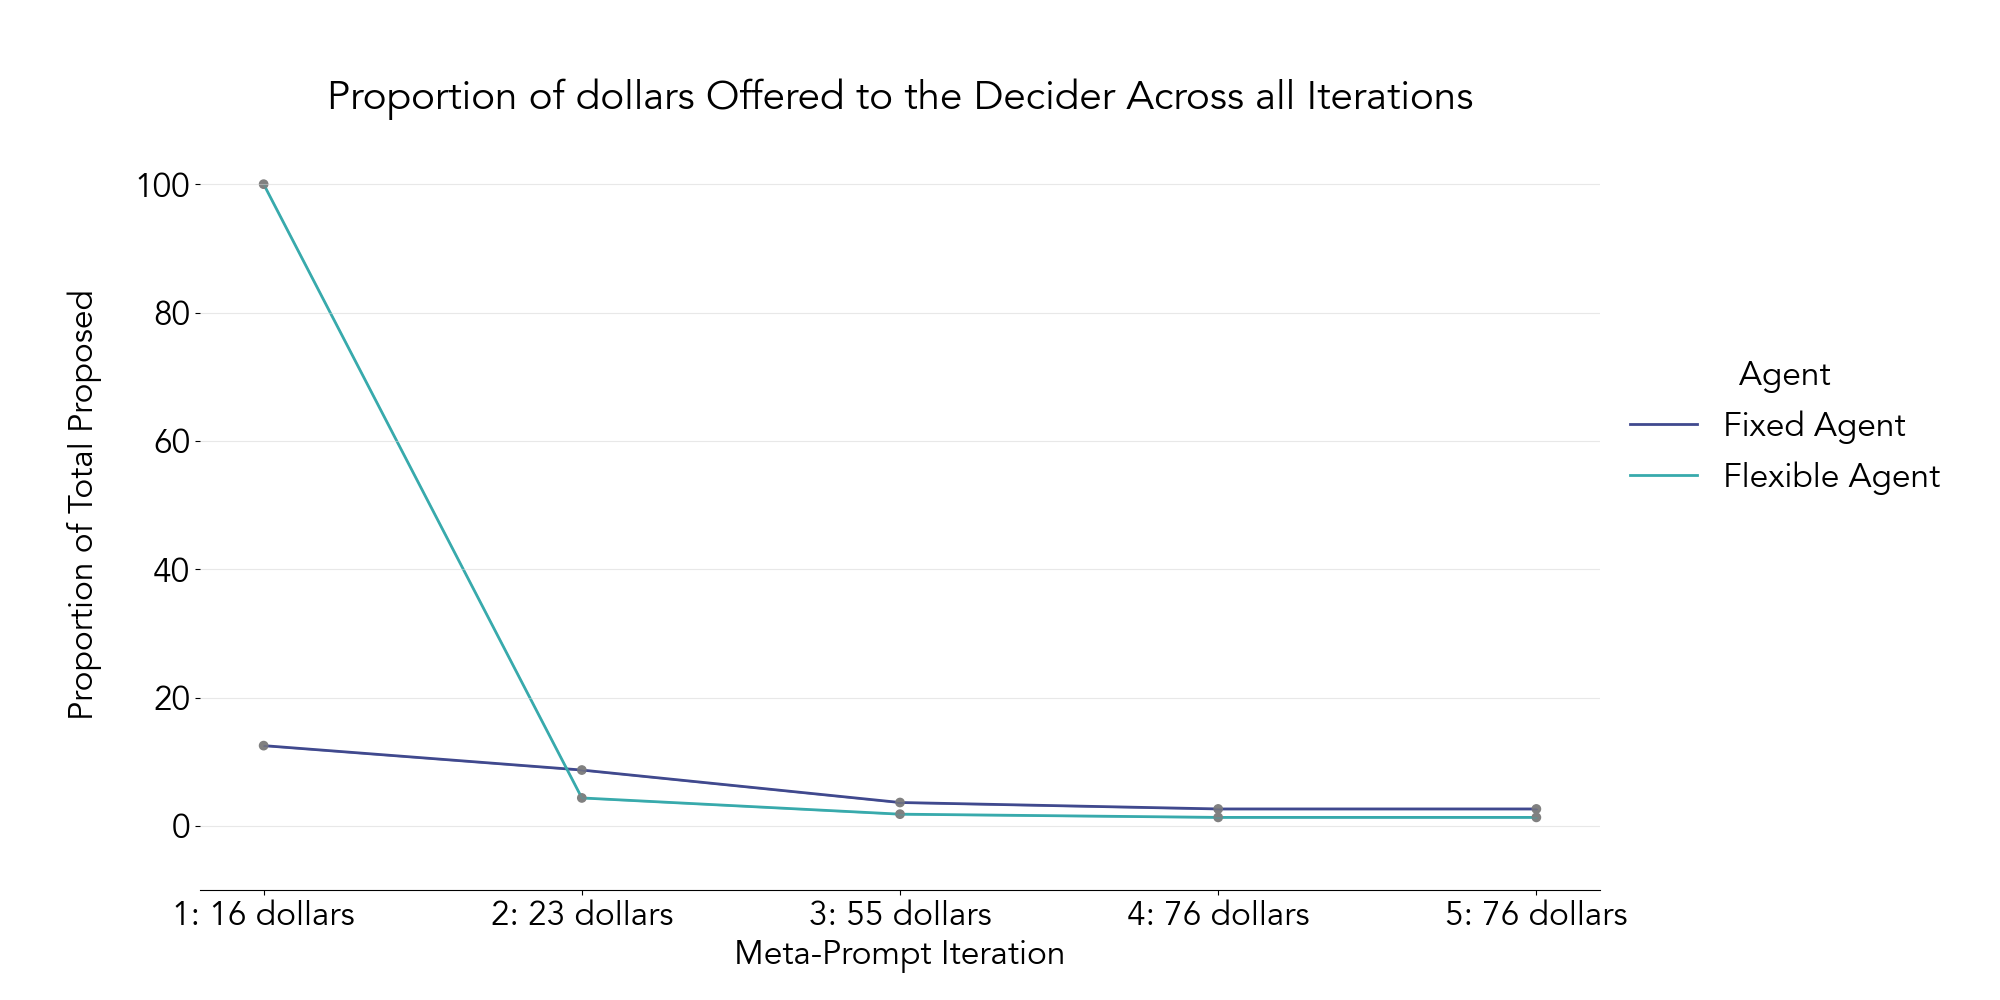 Proportion of dollars Offered to the Decider Across all Iterations
Proportion of Total Proposed
100
80
60
40
20
0
1: 16 dollars
2: 23 dollars
3: 55 dollars
4: 76 dollars
5: 76 dollars
Meta-Prompt Iteration
Agent
Fixed Agent
Flexible Agent